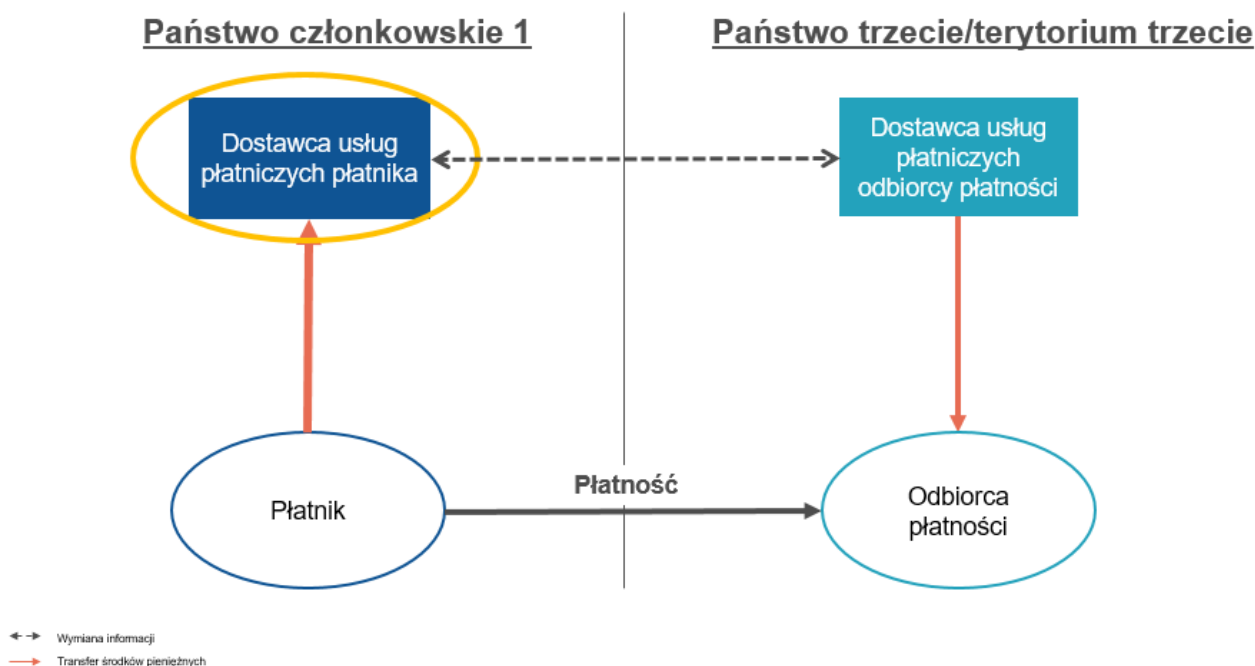 Państwo członkowskie 1
Państwo trzecie/terytorium trzecie
Dostawca usług
płatniczych płatnika
Dostawca usług
płatniczych
odbiorcy płatności
Płatność
Płatnik
Odbiorca
płatności
Wymiana informacji
Transfer środków pieniężnych